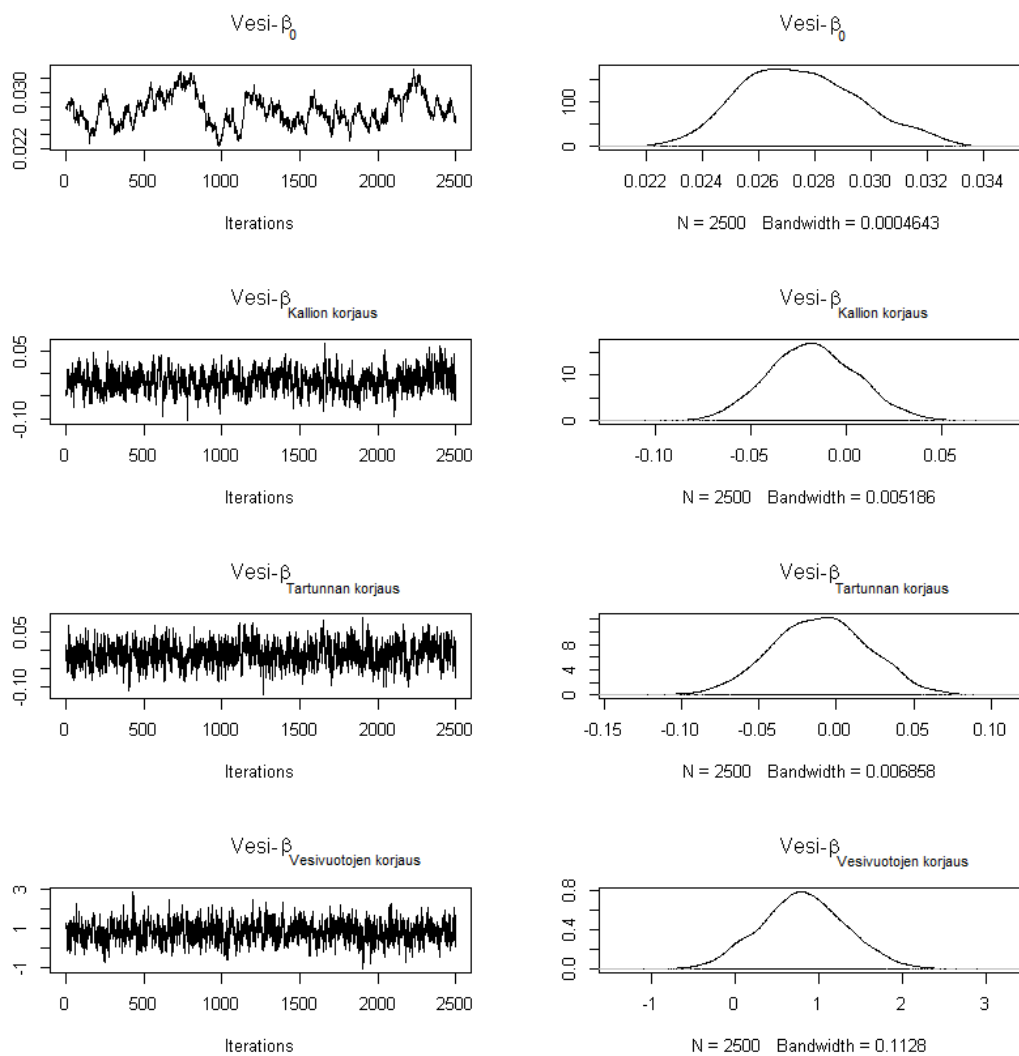 Vesi-β0 Vesi-β0
0.022 0.030 0 100
0 500 1000 1500 2000 2500 0.022 0.024 0.026 0.028 0.030 0.032 0.034
Iterations N = 2500 Bandwidth = 0.0004643
Vesi-βKallion korjaus Vesi-βKallion korjaus
-0.10 0.05 0 10
0 500 1000 1500 2000 2500 -0.10 -0.05 0.00 0.05
Iterations N = 2500 Bandwidth = 0.005186
Vesi-βTartunnan korjaus Vesi-βTartunnan korjaus
-0.10 0.05 0 4 8
0 500 1000 1500 2000 2500 -0.15 -0.10 -0.05 0.00 0.05 0.10
Iterations N = 2500 Bandwidth = 0.006858
Vesi-βVesivuotojen korjaus Vesi-βVesivuotojen korjaus
-1 1 3 0.0 0.4 0.8
0 500 1000 1500 2000 2500 -1 0 1 2 3
Iterations N = 2500 Bandwidth = 0.1128